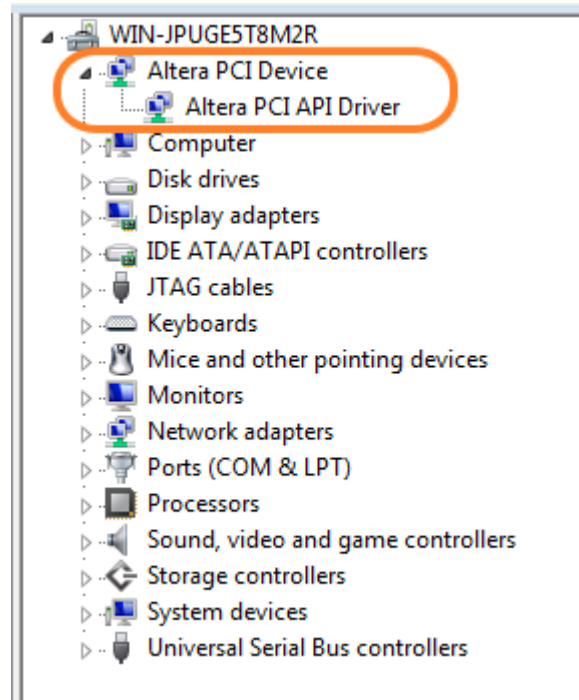 WIN-JPUGE5T8M2R
Altera PCI Device
Altera PCI API Driver
Computer
Disk drives
Display adapters
IDE ATA/ATAPI controllers
JTAG cables
Keyboards
Mice and other pointing devices
Monitors
Network adapters
Ports (COM & LPT)
Processors
Sound, video and game controllers
Storage controllers
System devices
Universal Serial Bus controllers